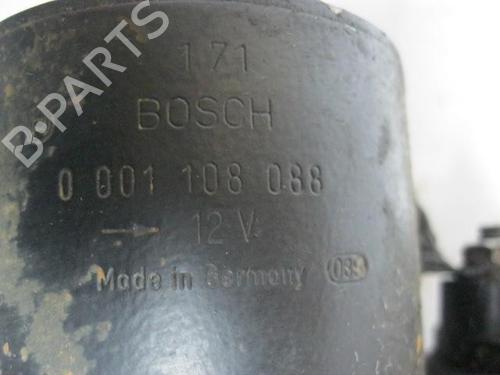 B-PARTS
171
BOSCH
0 001 108 088
→ 12 V
Made in Germany